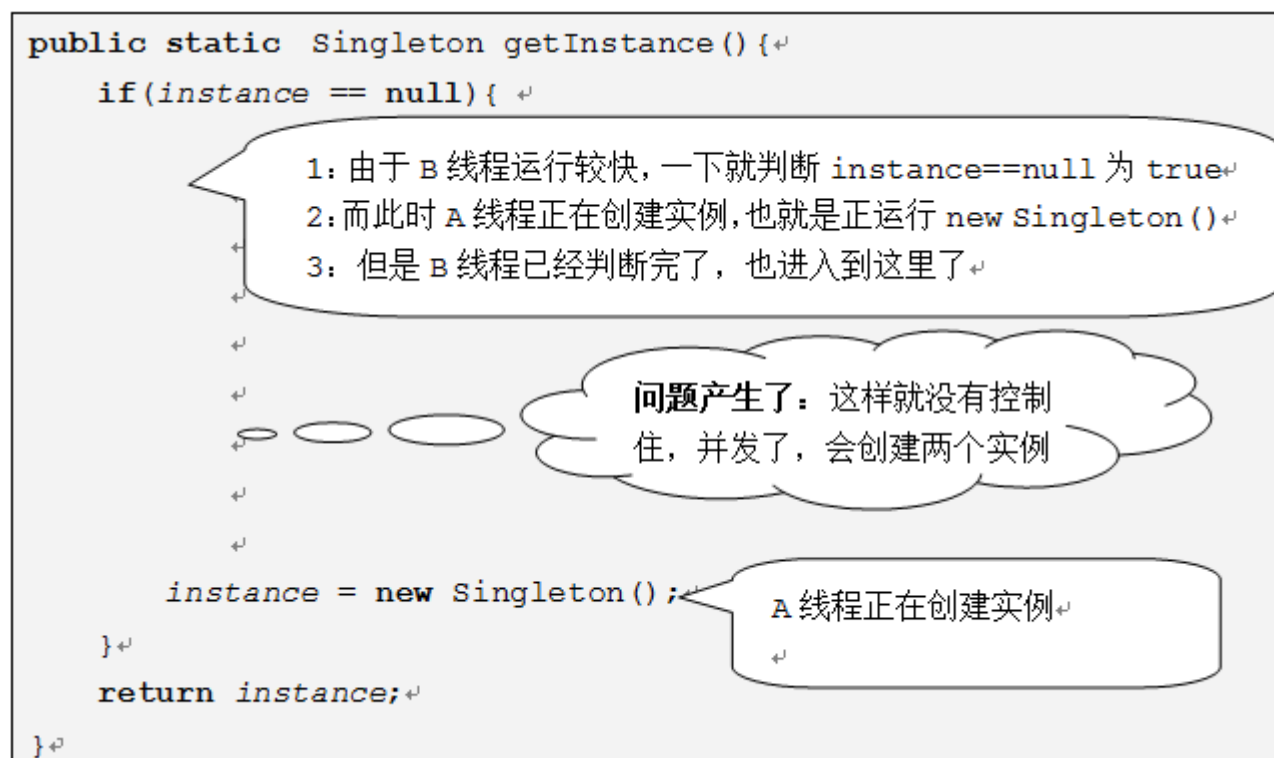 public static Singleton getInstance(){
if(instance == null){
1：由于 B 线程运行较快，一下就判断 instance==null 为 true
2：而此时 A 线程正在创建实例，也就是正运行 new Singleton()
3：但是 B 线程已经判断完了，也进入到这里了
问题产生了：这样就没有控制
住，并发了，会创建两个实例
instance = new Singleton();
A 线程正在创建实例
}
return instance;
}